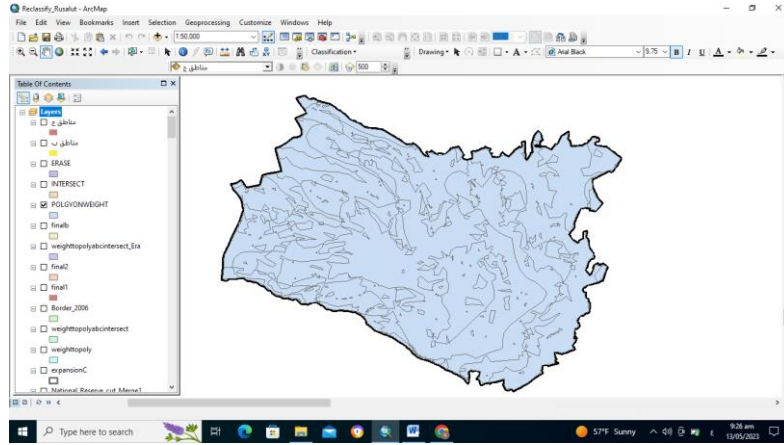 Reclassify_Rusalut - ArcMap
File Edit View Bookmarks Insert Selection Geoprocessing Customize Windows Help
1:50,000
Classification
Drawing
Arial Black
9.75
B I U A
مناطق ج
500
Table Of Contents
Layers
مناطق ج
مناطق ب
ERASE
INTERSECT
POLGYONWEIGHT
finalb
weighttopolyabcintersect_Era
final2
final1
Border_2006
weighttopolyabcintersect
weighttopoly
expansionC
National_Reserve_cut_Merge1
Type here to search
57°F Sunny
9:26 am
13/05/2023